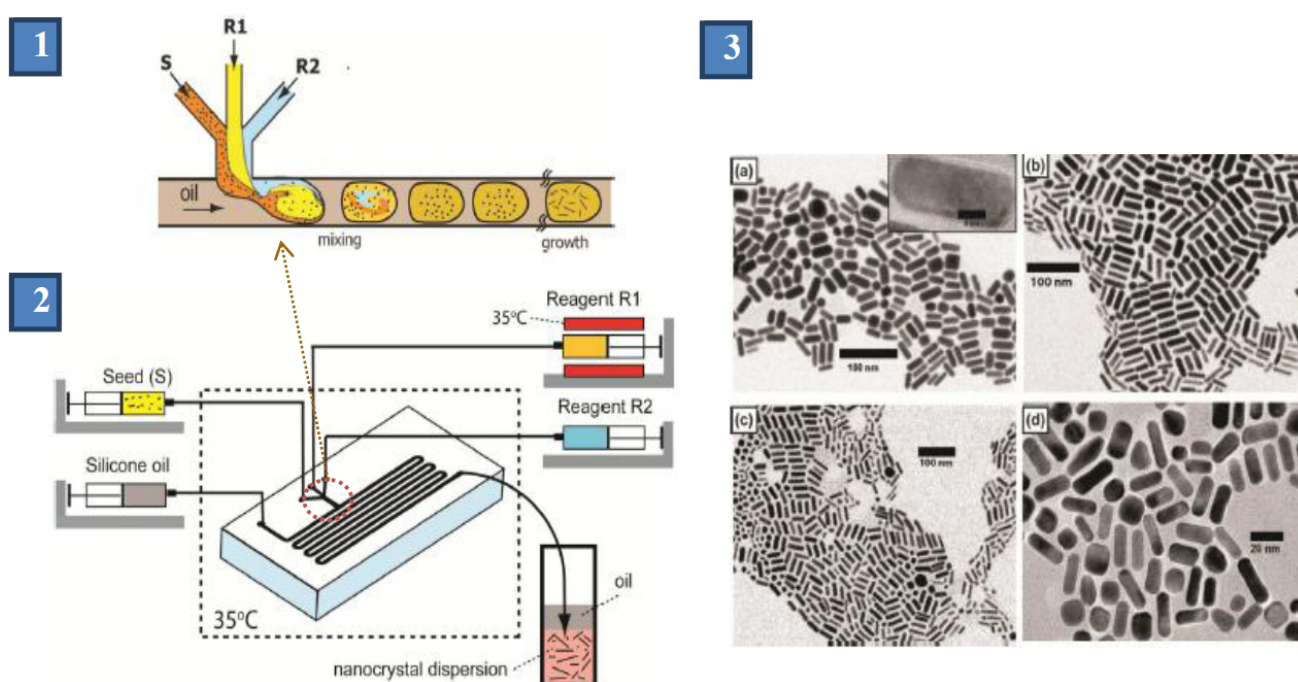 1
R1
S
R2
oil
mixing
growth
2
Reagent R1
35°C
Seed (S)
Reagent R2
Silicone oil
35°C
oil
nanocrystal dispersion
3
(a)
100 nm
(b)
100 nm
(c)
100 nm
(d)
20 nm